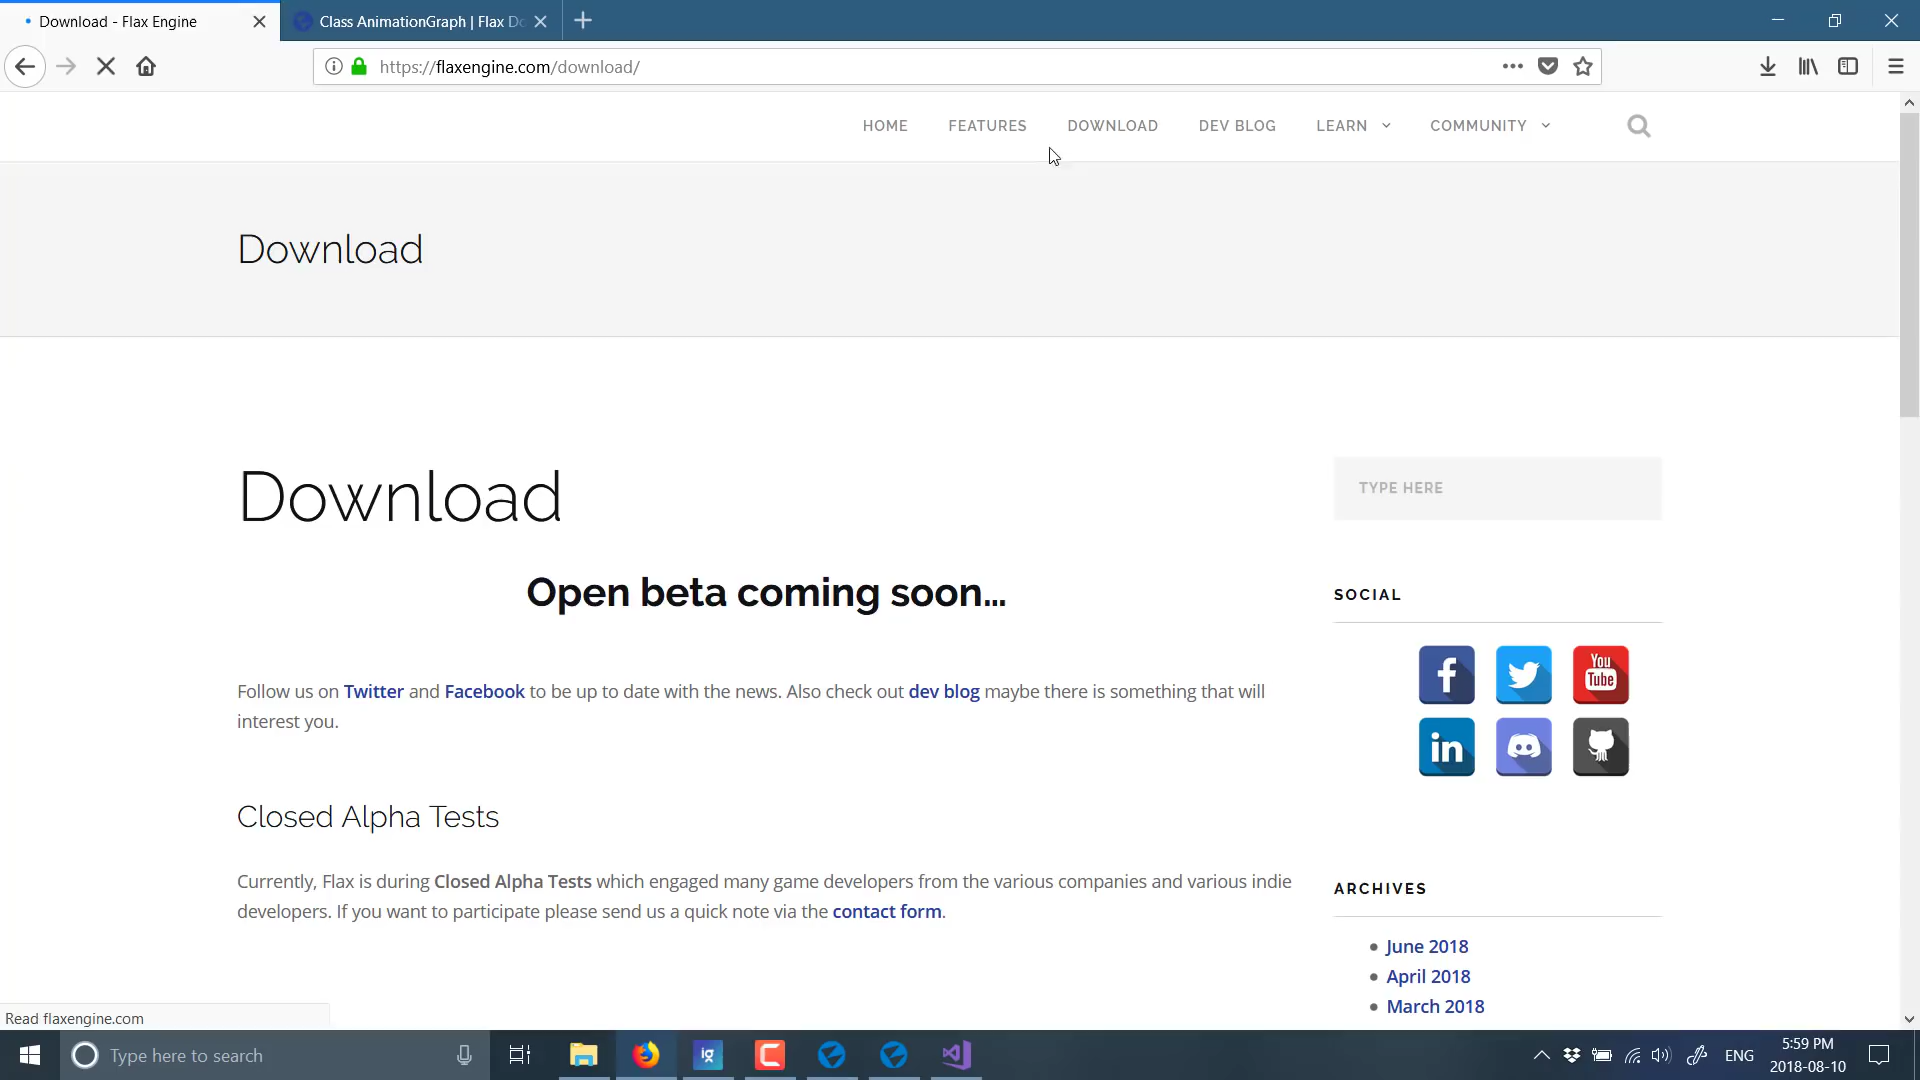 Download - Flax Engine
Class AnimationGraph | Flax Do
https://flaxengine.com/download/
HOME
FEATURES
DOWNLOAD
DEV BLOG
LEARN
COMMUNITY
Download
Download
TYPE HERE
Open beta coming soon...
SOCIAL
You
Tube
Follow us on Twitter and Facebook to be up to date with the news. Also check out dev blog maybe there is something that will
interest you.
in
Closed Alpha Tests
Currently, Flax is during Closed Alpha Tests which engaged many game developers from the various companies and various indie
developers. If you want to participate please send us a quick note via the contact form.
ARCHIVES
June 2018
April 2018
March 2018
Read flaxengine.com
Type here to search
ig
ENG
5:59 PM
2018-08-10